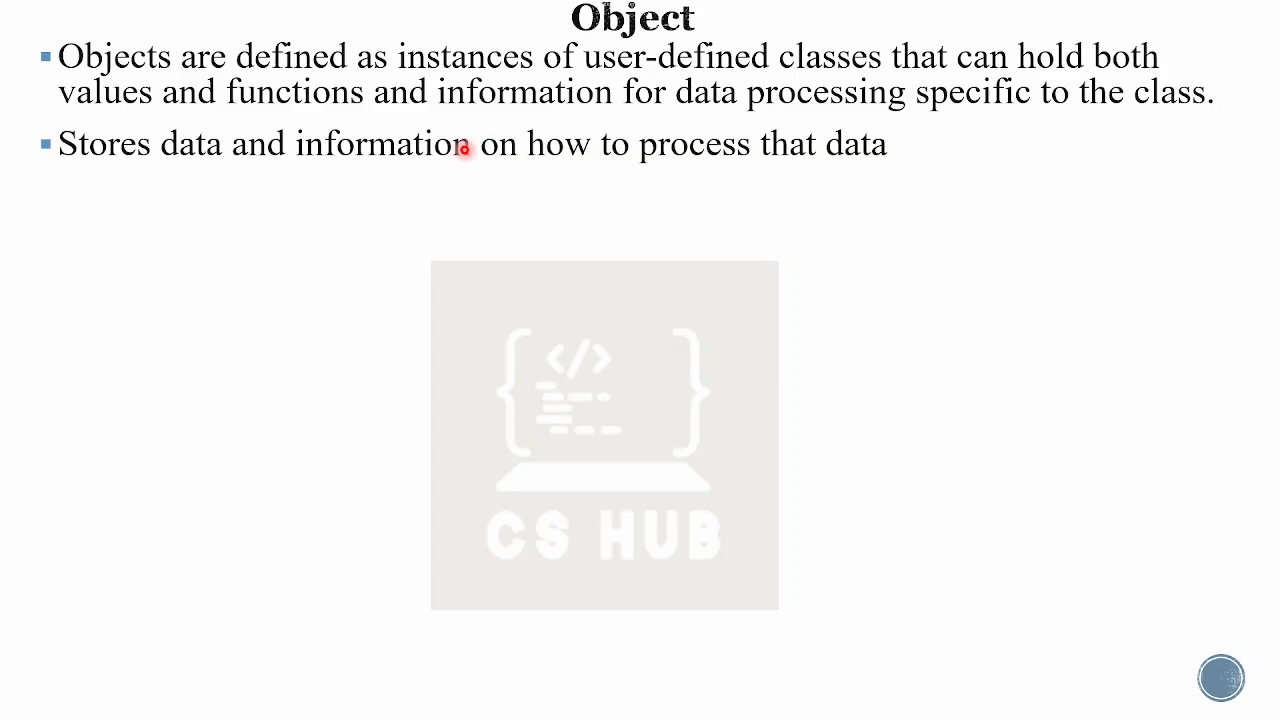 Object
▪ Objects are defined as instances of user-defined classes that can hold both
values and functions and information for data processing specific to the class.
▪ Stores data and information on how to process that data
</>
CS HUB